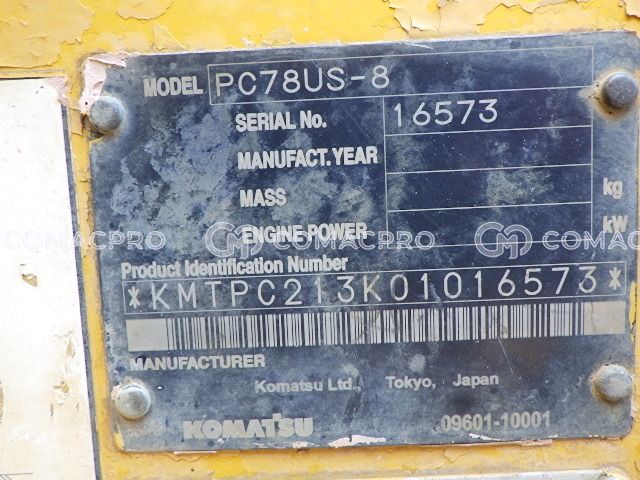 MODEL PC78US-8
SERIAL No. 16573
MANUFACT.YEAR
MASS kg
ENGINE POWER kW
COMACPRO COMACPRO COMACPRO
Product Identification Number
*KMTPC213K01016573*
MANUFACTURER
Komatsu Ltd., Tokyo, Japan
KOMATSU 09601-10001